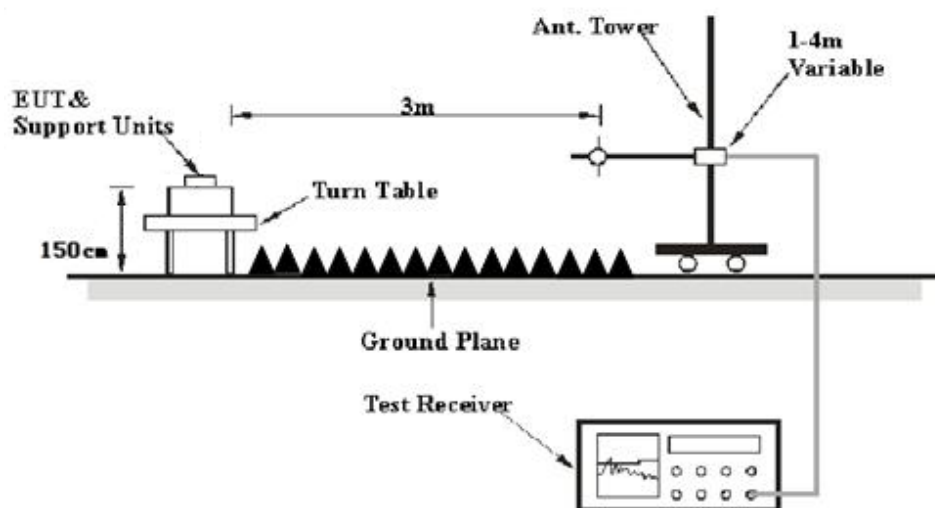 Ant. Tower
1-4m
Variable
EUT&
Support Units
3m
Turn Table
150cm
Ground Plane
Test Receiver